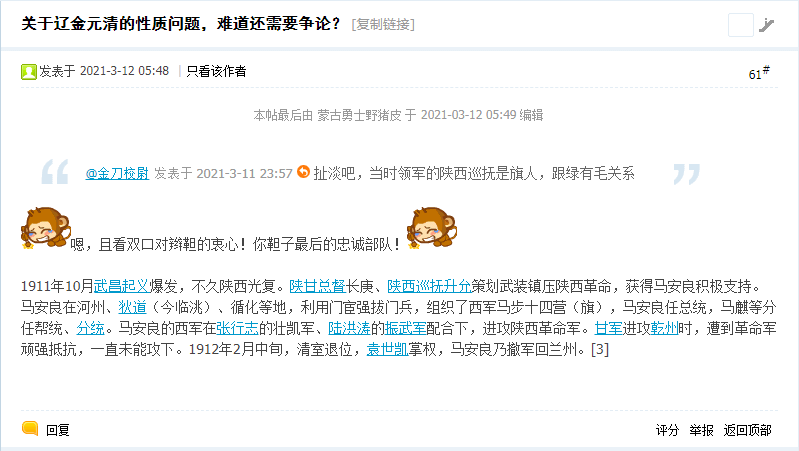 关于辽金元清的性质问题，难道还需要争论？ [复制链接]
发表于 2021-3-12 05:48 | 只看该作者
61#
本帖最后由 蒙古勇士野猪皮 于 2021-03-12 05:49 编辑
@金刀校尉 发表于 2021-3-11 23:57 扯淡吧，当时领军的陕西巡抚是旗人，跟绿有毛关系
嗯，且看双口对辫靼的衷心！你靼子最后的忠诚部队！
1911年10月武昌起义爆发，不久陕西光复。陕甘总督长庚、陕西巡抚升允策划武装镇压陕西革命，获得马安良积极支持。
马安良在河州、狄道（今临洮）、循化等地，利用门宦强拔门兵，组织了西军马步十四营（旗），马安良任总统，马麒等分
任帮统、分统。马安良的西军在张行志的壮凯军、陆洪涛的振武军配合下，进攻陕西革命军。甘军进攻乾州时，遭到革命军
顽强抵抗，一直未能攻下。1912年2月中旬，清室退位，袁世凯掌权，马安良乃撤军回兰州。[3]
回复
评分 举报 返回顶部